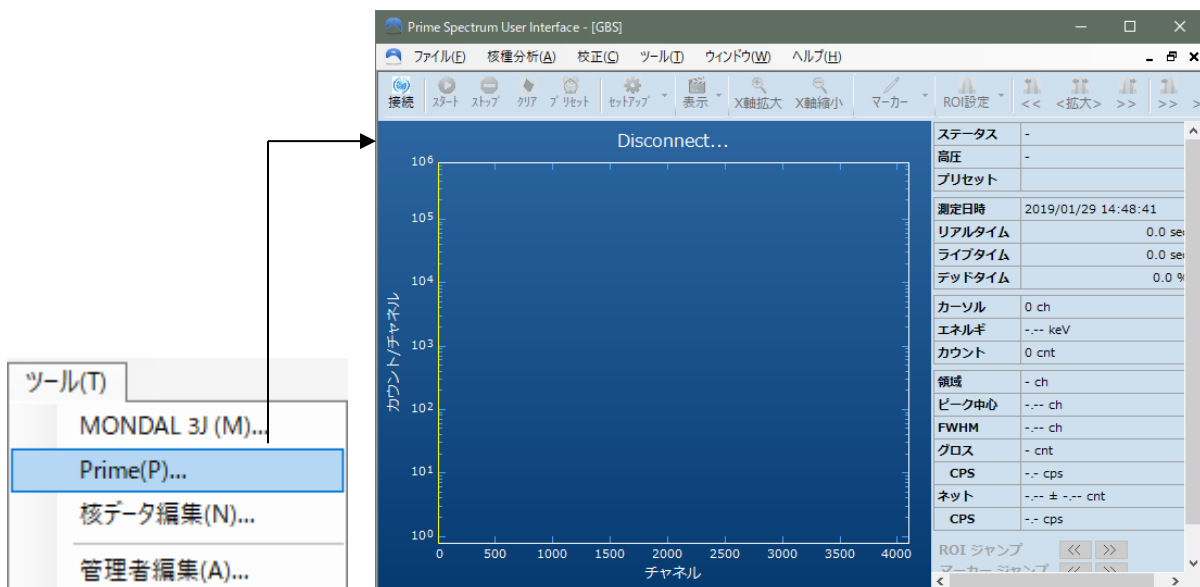 Prime Spectrum User Interface - [GBS]
ファイル(F) 核種分析(A) 校正(C) ツール(T) ウィンドウ(W) ヘルプ(H)
接続 スタート ストップ クリア プリセット セットアップ 表示 X軸拡大 X軸縮小 マーカー ROI設定 << <拡大> >> >>
Disconnect...
10⁶
10⁵
10⁴
10³
10²
10¹
10⁰
カウント/チャネル
0 500 1000 1500 2000 2500 3000 3500 4000
チャネル
ステータス -
高圧 -
プリセット
測定日時 2019/01/29 14:48:41
リアルタイム 0.0 sec
ライブタイム 0.0 sec
デッドタイム 0.0 %
カーソル 0 ch
エネルギ -.-- keV
カウント 0 cnt
領域 - ch
ピーク中心 -.-- ch
FWHM -.-- ch
グロス - cnt
CPS -.- cps
ネット -.-- ± -.-- cnt
CPS -.- cps
ROI ジャンプ << >>
マーカー ジャンプ << >>
ツール(T)
MONDAL 3J (M)...
Prime(P)...
核データ編集(N)...
管理者編集(A)...